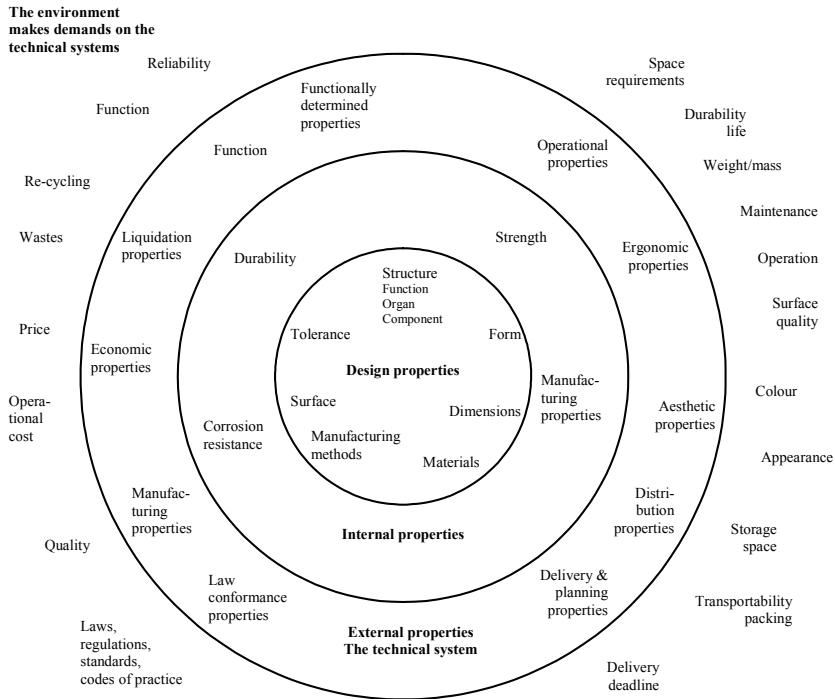 The environment
makes demands on the
technical systems
Reliability
Function
Re-cycling
Wastes
Price
Opera-
tional
cost
Quality
Laws,
regulations,
standards,
codes of practice
Space
requirements
Durability
life
Weight/mass
Maintenance
Operation
Surface
quality
Colour
Appearance
Storage
space
Transportability
packing
Delivery
deadline
Functionally
determined
properties
Function
Operational
properties
Liquidation
properties
Ergonomic
properties
Economic
properties
Aesthetic
properties
Manufac-
turing
properties
Distri-
bution
properties
Law
conformance
properties
Delivery &
planning
properties
External properties
The technical system
Strength
Durability
Manufac-
turing
properties
Corrosion
resistance
Internal properties
Structure
Function
Organ
Component
Tolerance
Form
Design properties
Surface
Dimensions
Manufacturing
methods
Materials